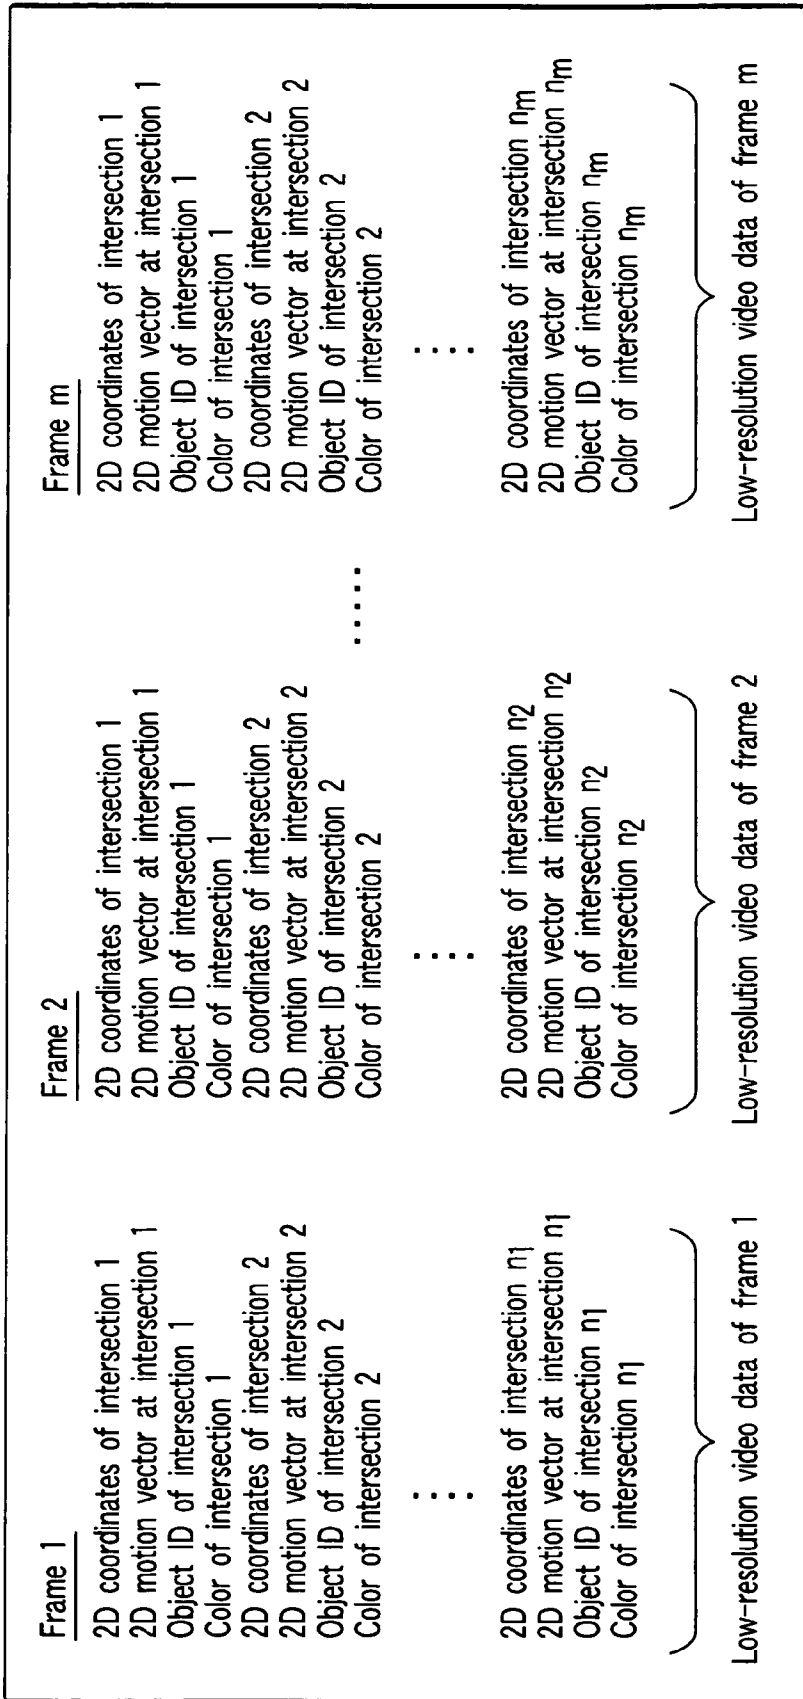 Frame 1
2D coordinates of intersection 1
2D motion vector at intersection 1
Object ID of intersection 1
Color of intersection 1
2D coordinates of intersection 2
2D motion vector at intersection 2
Object ID of intersection 2
Color of intersection 2
. . . .
2D coordinates of intersection n1
2D motion vector at intersection n1
Object ID of intersection n1
Color of intersection n1
Low-resolution video data of frame 1
Frame 2
2D coordinates of intersection 1
2D motion vector at intersection 1
Object ID of intersection 1
Color of intersection 1
2D coordinates of intersection 2
2D motion vector at intersection 2
Object ID of intersection 2
Color of intersection 2
. . . .
2D coordinates of intersection n2
2D motion vector at intersection n2
Object ID of intersection n2
Color of intersection n2
Low-resolution video data of frame 2
. . . . .
Frame m
2D coordinates of intersection 1
2D motion vector at intersection 1
Object ID of intersection 1
Color of intersection 1
2D coordinates of intersection 2
2D motion vector at intersection 2
Object ID of intersection 2
Color of intersection 2
. . . .
2D coordinates of intersection nm
2D motion vector at intersection nm
Object ID of intersection nm
Color of intersection nm
Low-resolution video data of frame m